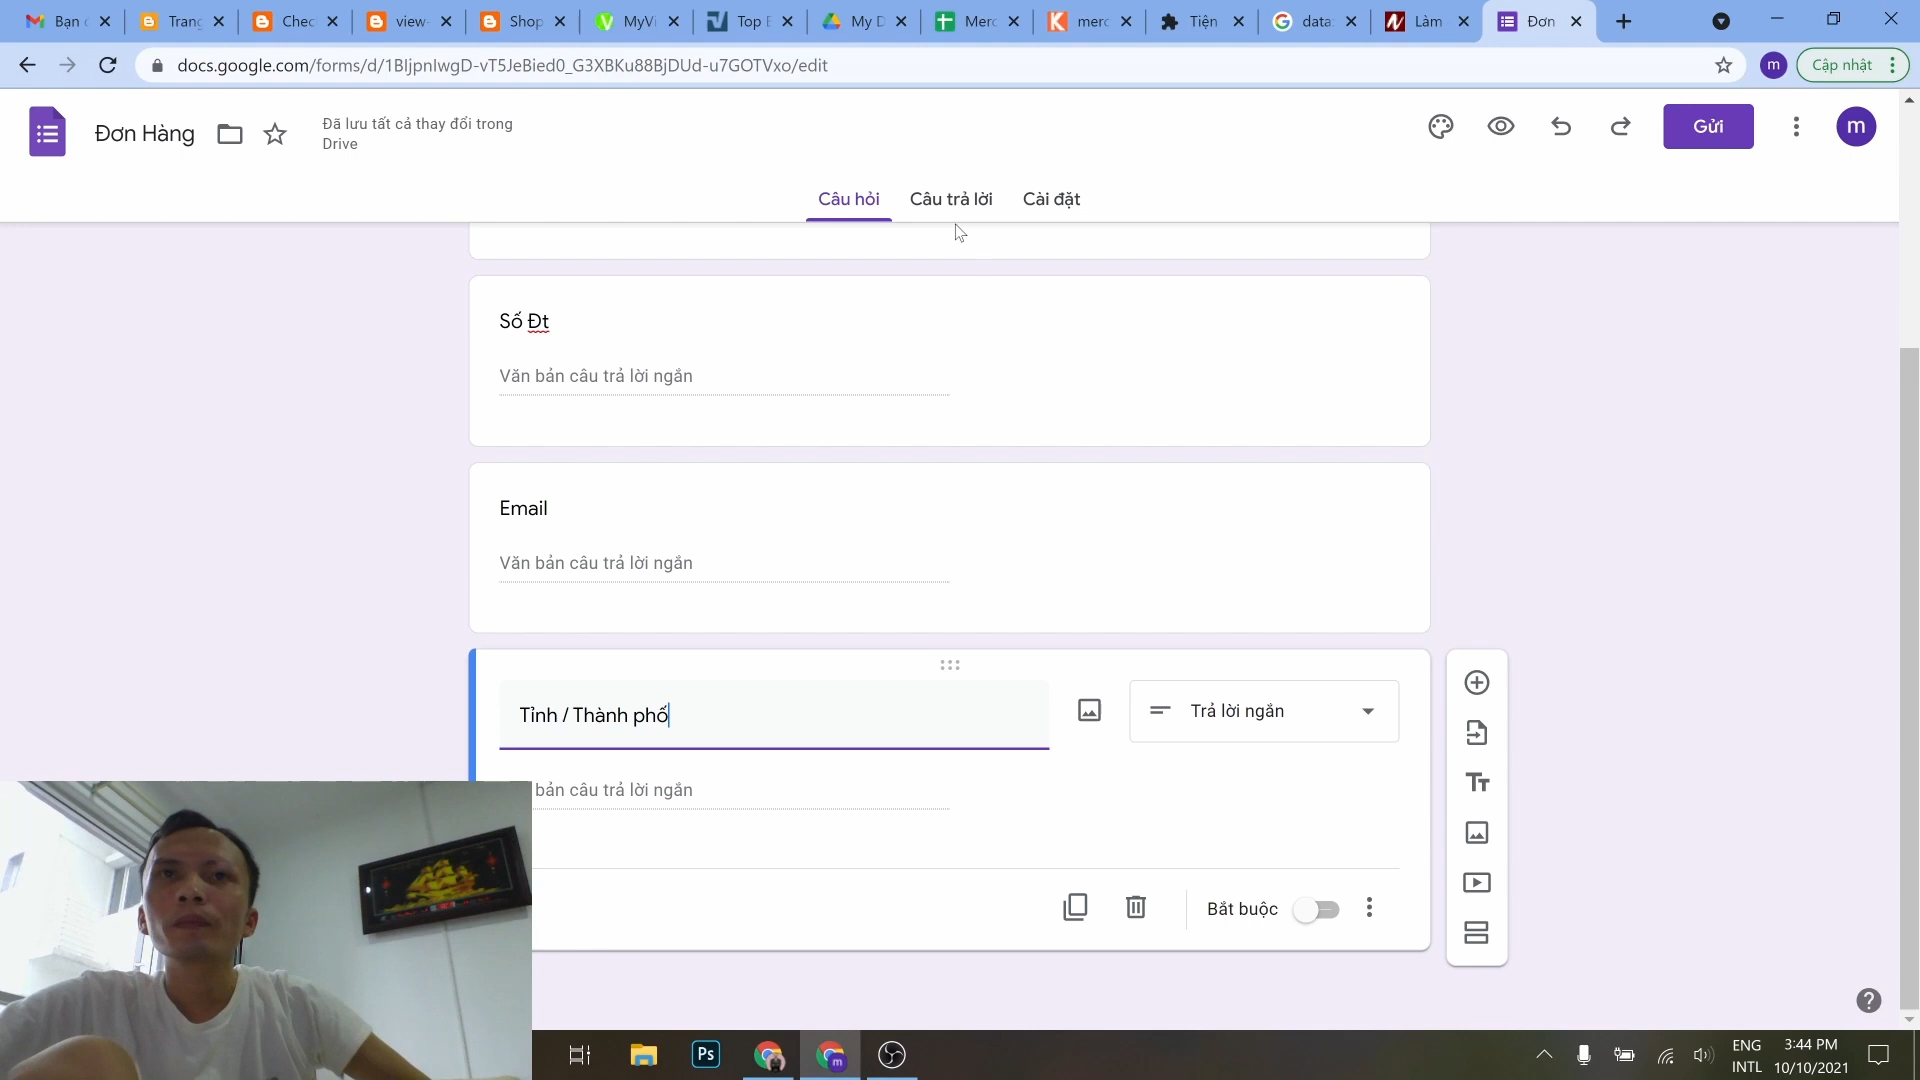 Bạn
Trang
Chec
view-
Shop
MyVi
Top E
My D
Merc
merc
Tiện
data:
Làm
Đơn
docs.google.com/forms/d/1BljpnlwgD-vT5JeBied0_G3XBKu88BjDUd-u7GOTVxo/edit
m
Cập nhật
Đơn Hàng
Đã lưu tất cả thay đổi trong
Drive
Gửi
m
Câu hỏi
Câu trả lời
Cài đặt
Số Đt
Văn bản câu trả lời ngắn
Email
Văn bản câu trả lời ngắn
Tỉnh / Thành phố
Trả lời ngắn
bản câu trả lời ngắn
Bắt buộc
Ps
m
ENG
INTL
3:44 PM
10/10/2021